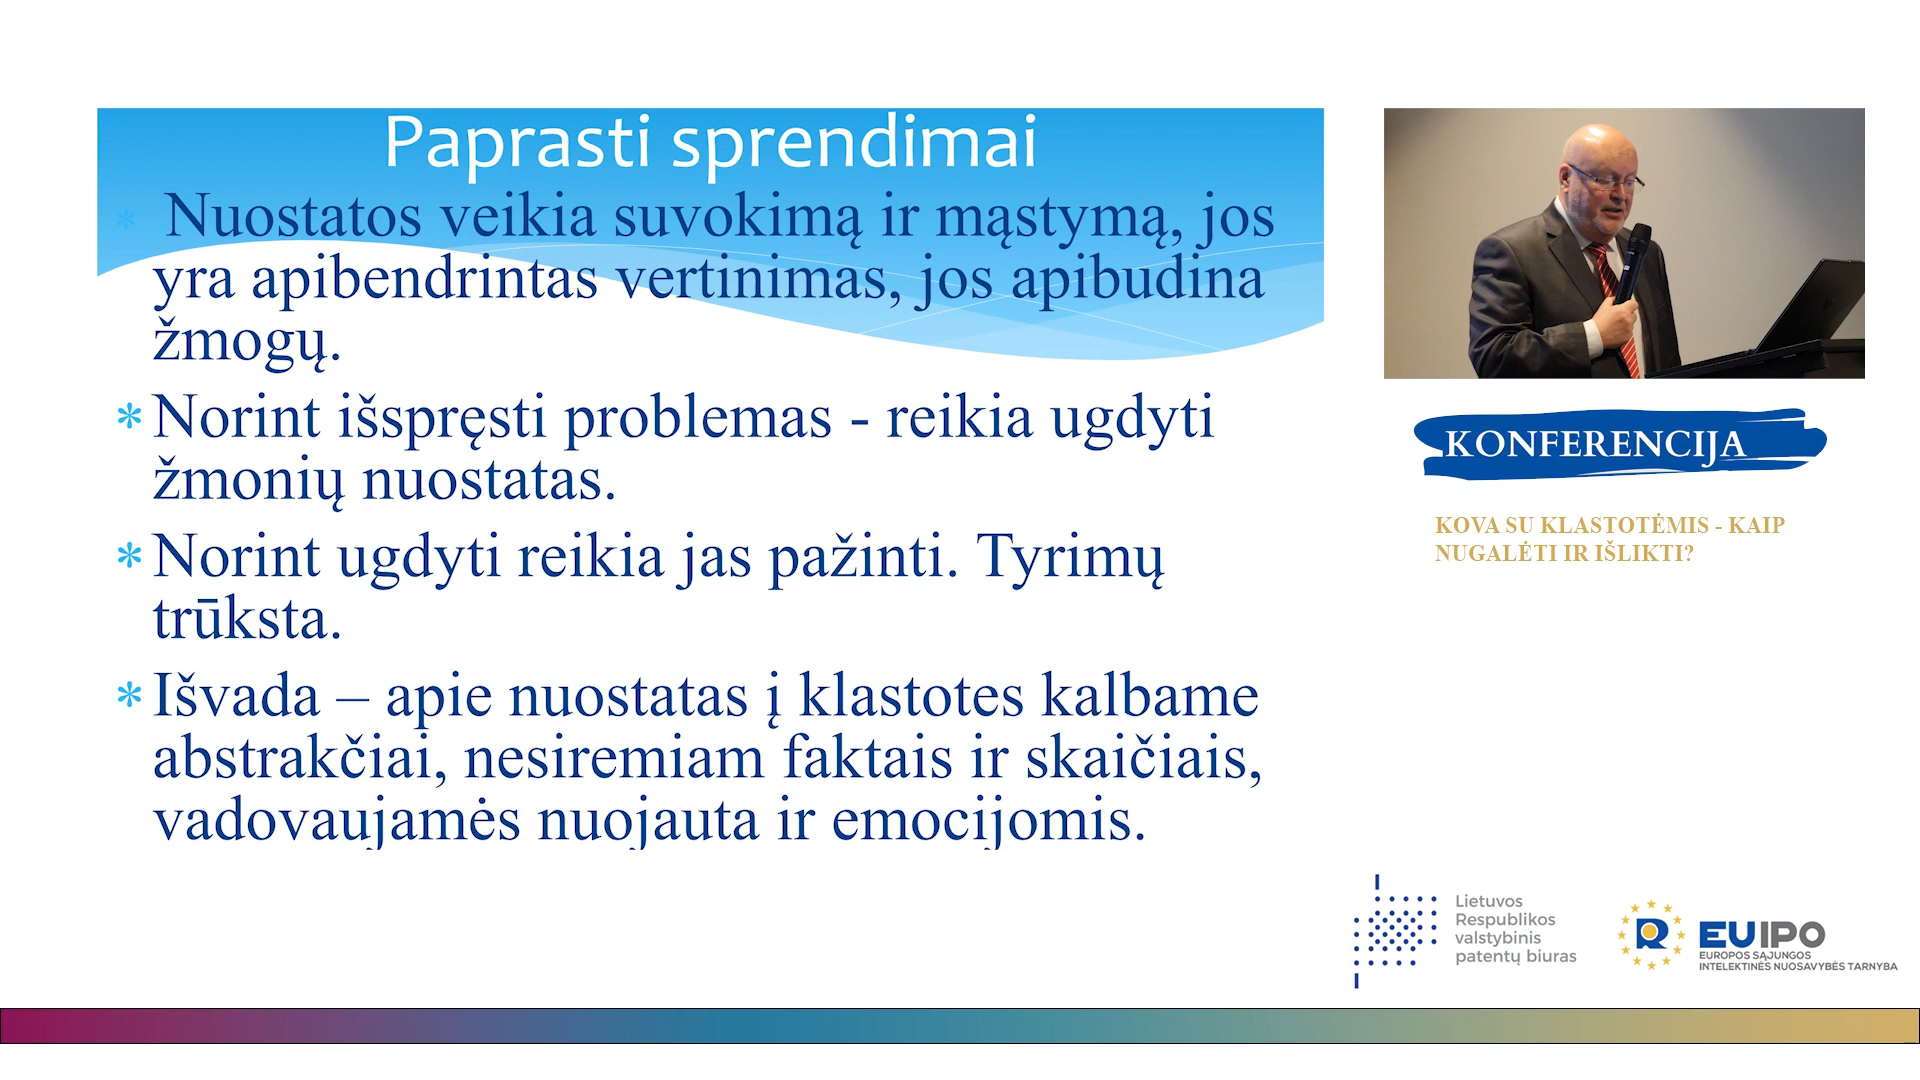 Paprasti sprendimai
* Nuostatos veikia suvokimą ir mąstymą, jos
yra apibendrintas vertinimas, jos apibudina
žmogų.
* Norint išspręsti problemas - reikia ugdyti
žmonių nuostatas.
* Norint ugdyti reikia jas pažinti. Tyrimų
trūksta.
* Išvada – apie nuostatas į klastotes kalbame
abstrakčiai, nesiremiam faktais ir skaičiais,
vadovaujamės nuojauta ir emocijomis.
KONFERENCIJA
KOVA SU KLASTOTĖMIS - KAIP
NUGALĖTI IR IŠLIKTI?
Lietuvos
Respublikos
valstybinis
patentų biuras
EUIPO
EUROPOS SĄJUNGOS
INTELEKTINĖS NUOSAVYBĖS TARNYBA